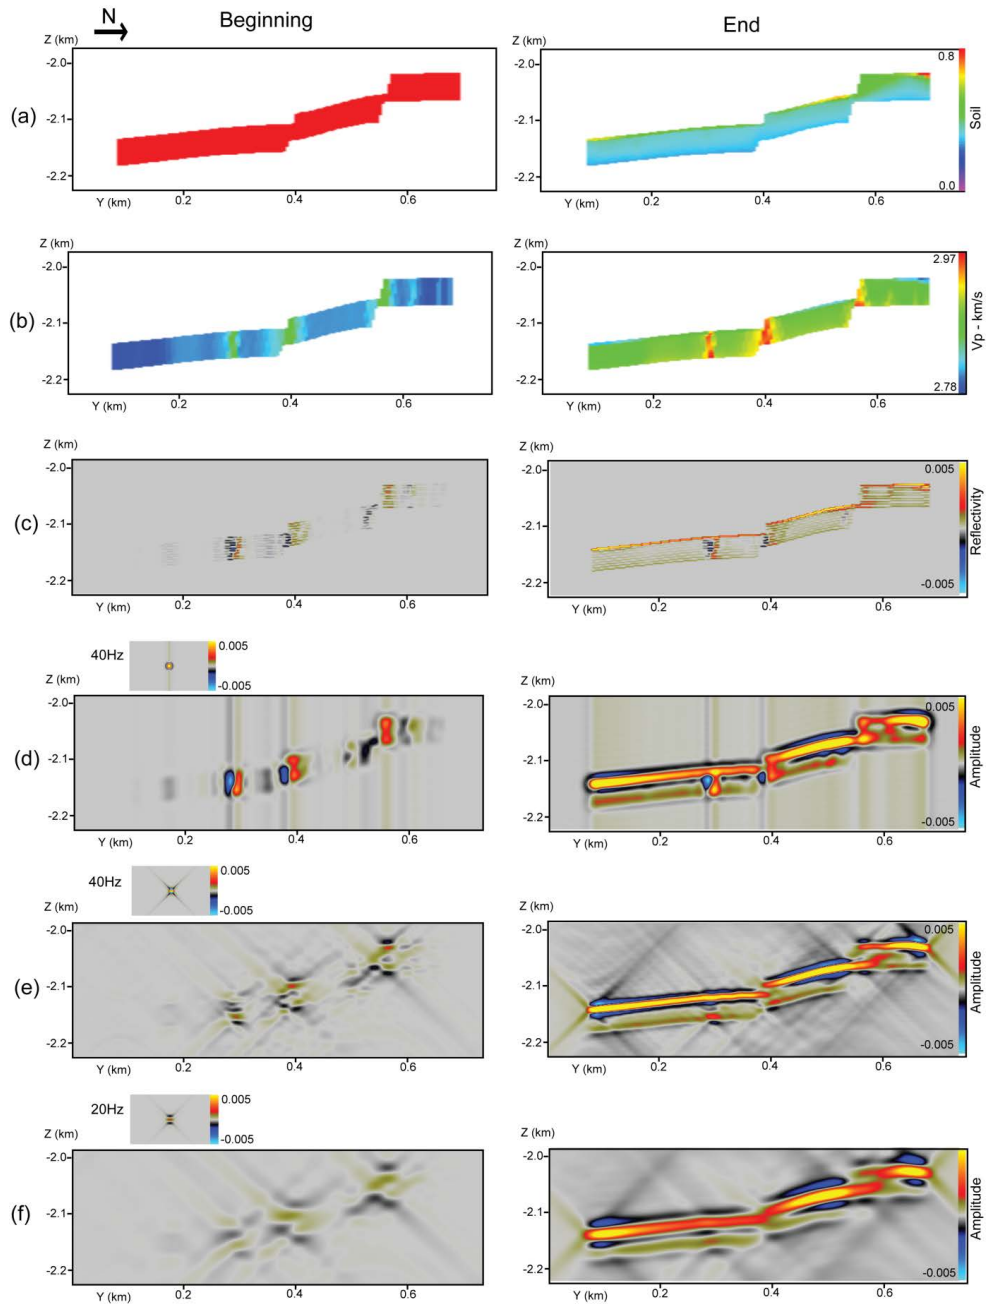 N
Beginning
End
Z (km)
Z (km)
(a)
-2.0
-2.1
-2.2
Y (km)
0.2
0.4
0.6
-2.0
-2.1
-2.2
Y (km)
0.2
0.4
0.6
0.8
0.0
Soil
Z (km)
Z (km)
(b)
-2.0
-2.1
-2.2
Y (km)
0.2
0.4
0.6
-2.0
-2.1
-2.2
Y (km)
0.2
0.4
0.6
2.97
2.78
Vp - km/s
Z (km)
Z (km)
(c)
-2.0
-2.1
-2.2
Y (km)
0.2
0.4
0.6
-2.0
-2.1
-2.2
Y (km)
0.2
0.4
0.6
0.005
-0.005
Reflectivity
40Hz
0.005
-0.005
Z (km)
Z (km)
(d)
-2.0
-2.1
-2.2
Y (km)
0.2
0.4
0.6
-2.0
-2.1
-2.2
Y (km)
0.2
0.4
0.6
0.005
-0.005
Amplitude
40Hz
0.005
-0.005
Z (km)
Z (km)
(e)
-2.0
-2.1
-2.2
Y (km)
0.2
0.4
0.6
-2.0
-2.1
-2.2
Y (km)
0.2
0.4
0.6
0.005
-0.005
Amplitude
20Hz
0.005
-0.005
Z (km)
Z (km)
(f)
-2.0
-2.1
-2.2
Y (km)
0.2
0.4
0.6
-2.0
-2.1
-2.2
Y (km)
0.2
0.4
0.6
0.005
-0.005
Amplitude